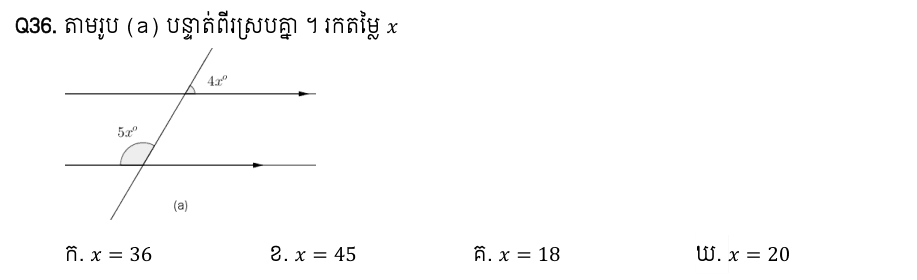 Q36. តាមរូប (a) បន្ទាត់ពីរស្របគ្នា ។ រកតម្លៃ x
4x°
5x°
(a)
ក. x = 36 ខ. x = 45 គ. x = 18 ឃ. x = 20